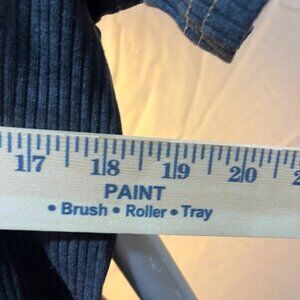 17 18 19 20
PAINT
• Brush • Roller • Tray